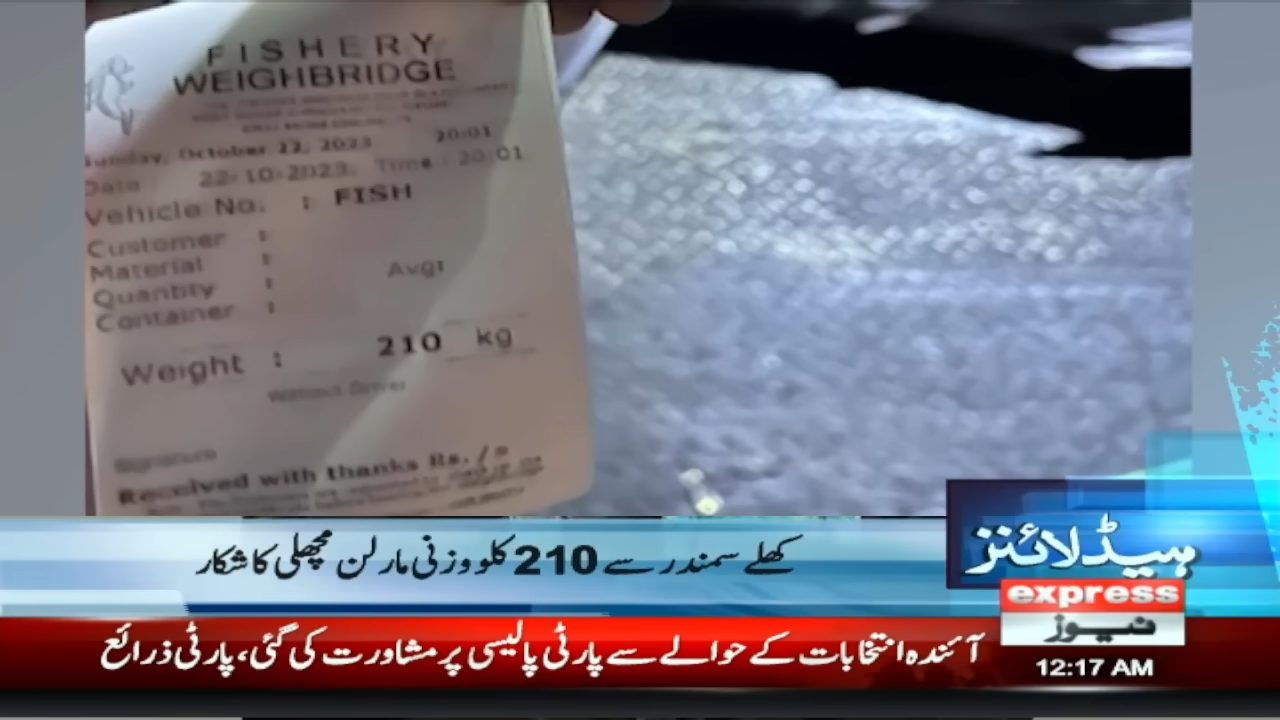 FISHERY
WEIGHBRIDGE
Sunday, October 22, 2023 20:01
Date 22-10-2023, Time : 20:01
Vehicle No. : FISH
Customer :
Material :
Quantity : Avg:
Container :
Weight : 210 kg
Without Driver
Signature
Received with thanks Rs. /=
ہیڈلائنز
کھلے سمندر سے 210 کلو وزنی مارلن مچھلی کا شکار
express
نیوز
آئندہ انتخابات کے حوالے سے پارٹی پالیسی پر مشاورت کی گئی، پارٹی ذرائع
12:17 AM